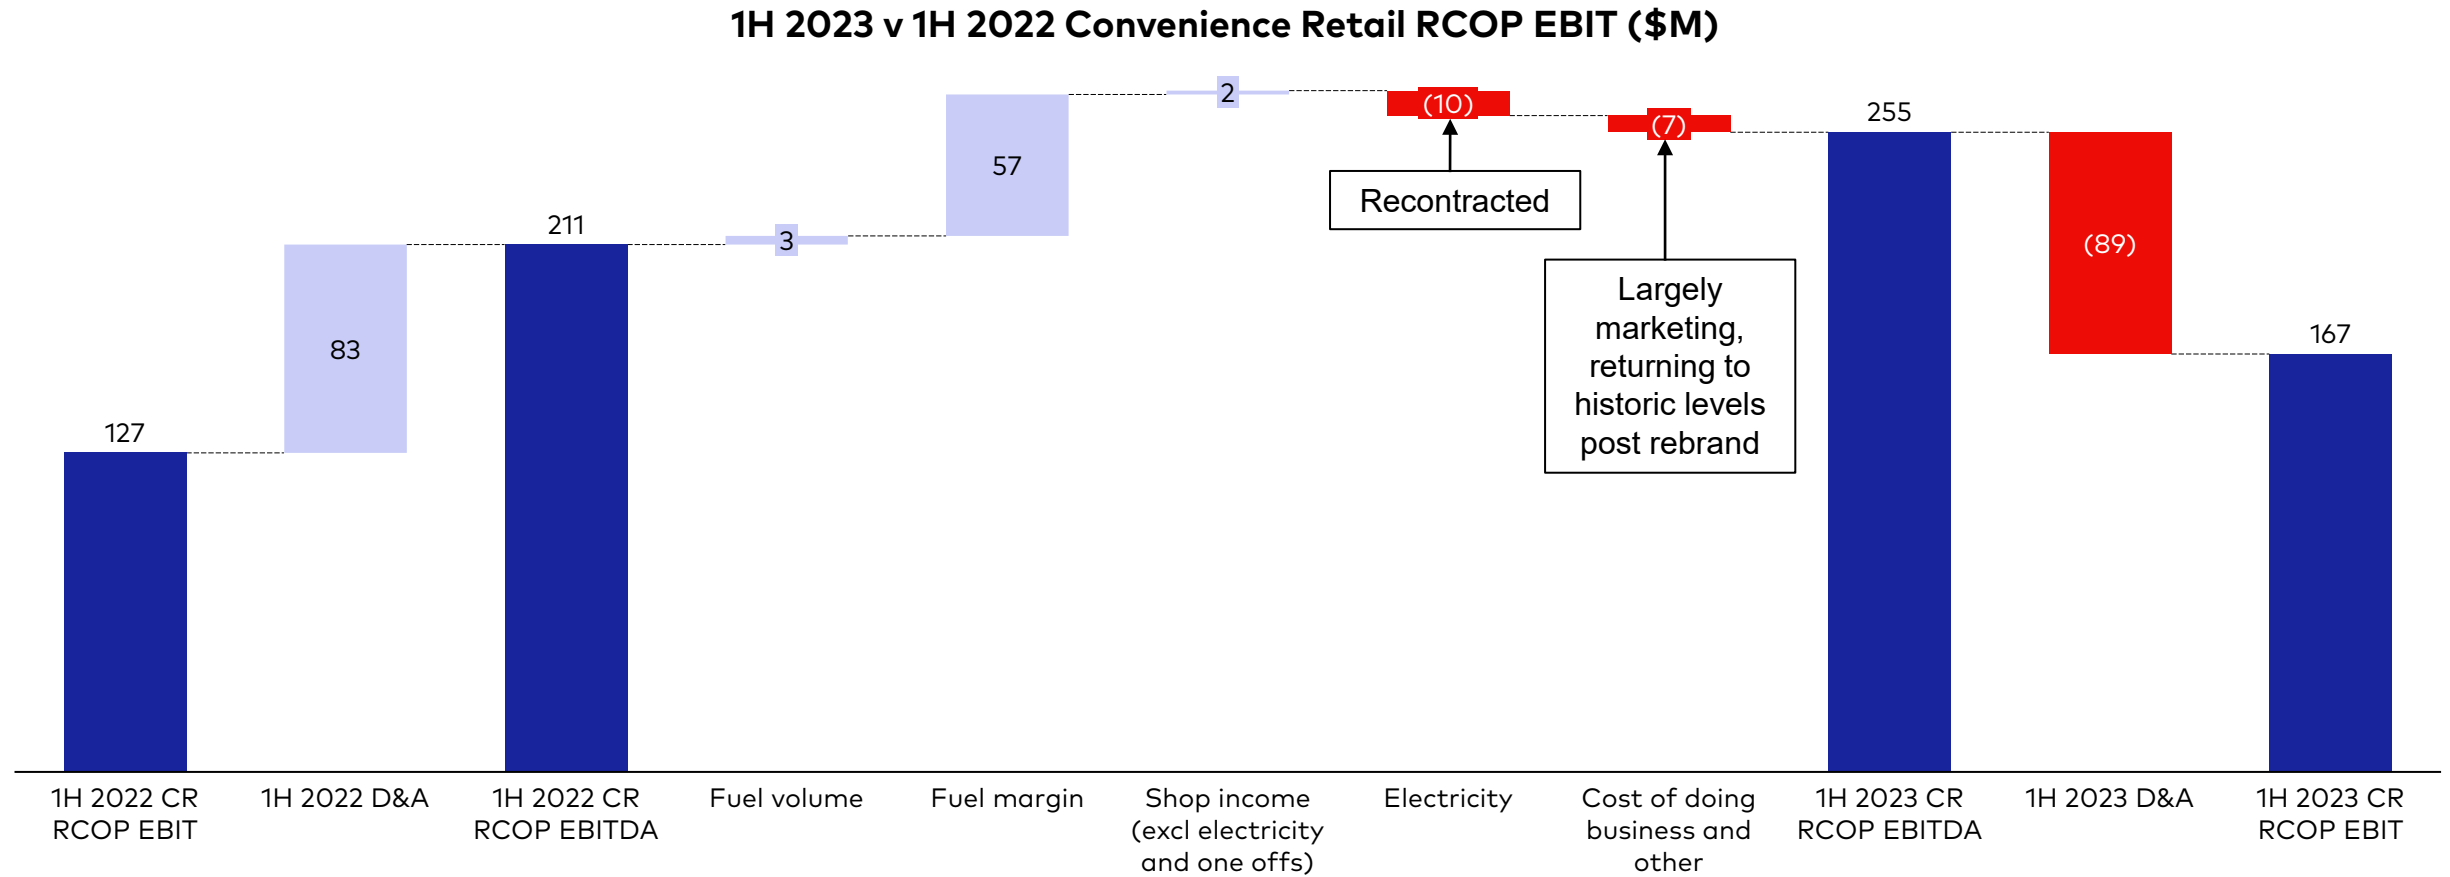 1H 2023 v 1H 2022 Convenience Retail RCOP EBIT ($M)
127
83
211
3
57
2
(10)
Recontracted
(7)
Largely
marketing,
returning to
historic levels
post rebrand
255
(89)
167
1H 2022 CR
RCOP EBIT
1H 2022 D&A
1H 2022 CR
RCOP EBITDA
Fuel volume
Fuel margin
Shop income
(excl electricity
and one offs)
Electricity
Cost of doing
business and
other
1H 2023 CR
RCOP EBITDA
1H 2023 D&A
1H 2023 CR
RCOP EBIT